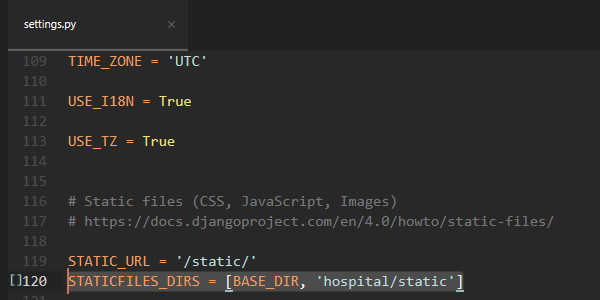 settings.py ×
109 TIME_ZONE = 'UTC'
110
111 USE_I18N = True
112
113 USE_TZ = True
114
115
116 # Static files (CSS, JavaScript, Images)
117 # https://docs.djangoproject.com/en/4.0/howto/static-files/
118
119 STATIC_URL = '/static/'
[]120 STATICFILES_DIRS = [BASE_DIR, 'hospital/static']